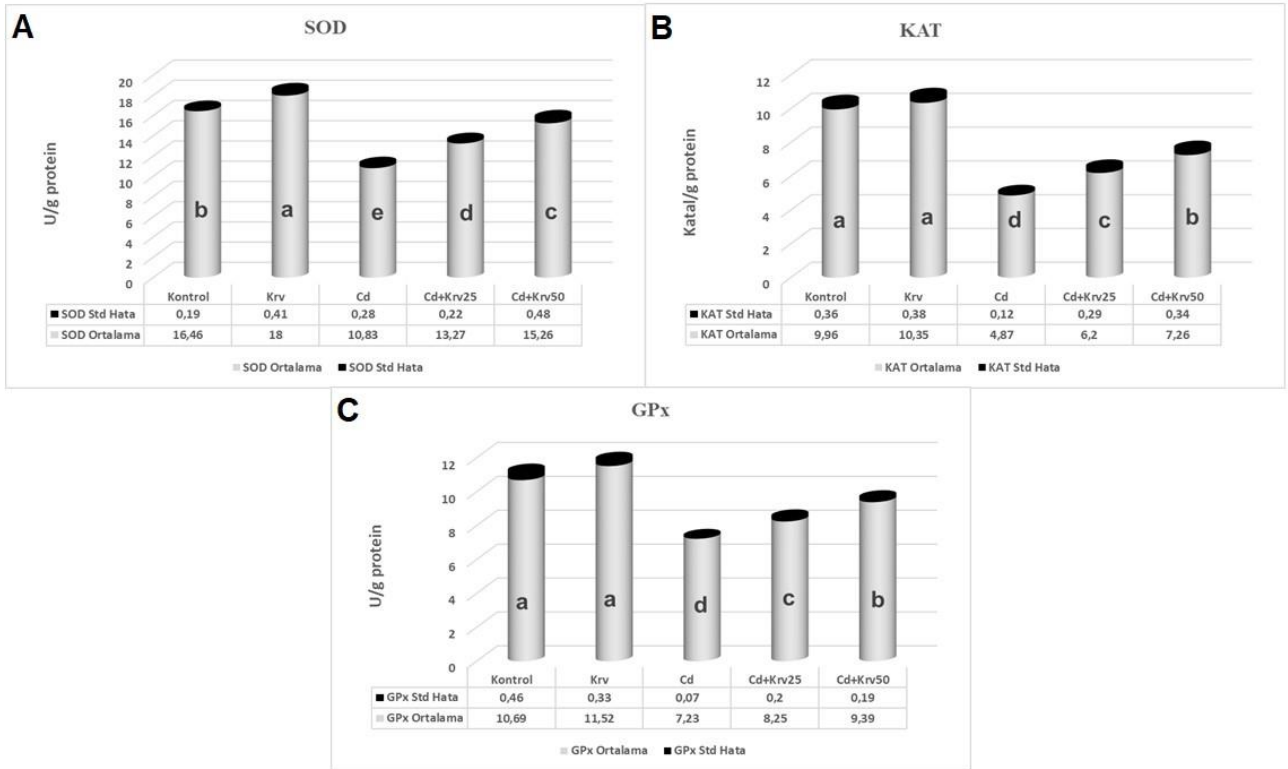 A
SOD
U/g protein
20
18
16
14
12
10
8
6
4
2
0
b a e d c
Kontrol Krv Cd Cd+Krv25 Cd+Krv50
SOD Std Hata 0,19 0,41 0,28 0,22 0,48
SOD Ortalama 16,46 18 10,83 13,27 15,26
SOD Ortalama SOD Std Hata
B
KAT
Katal/g protein
12
10
8
6
4
2
0
a a d c b
Kontrol Krv Cd Cd+Krv25 Cd+Krv50
KAT Std Hata 0,36 0,38 0,12 0,29 0,34
KAT Ortalama 9,96 10,35 4,87 6,2 7,26
KAT Ortalama KAT Std Hata
C
GPx
U/g protein
12
10
8
6
4
2
0
a a d c b
Kontrol Krv Cd Cd+Krv25 Cd+Krv50
GPx Std Hata 0,46 0,33 0,07 0,2 0,19
GPx Ortalama 10,69 11,52 7,23 8,25 9,39
GPx Ortalama GPx Std Hata